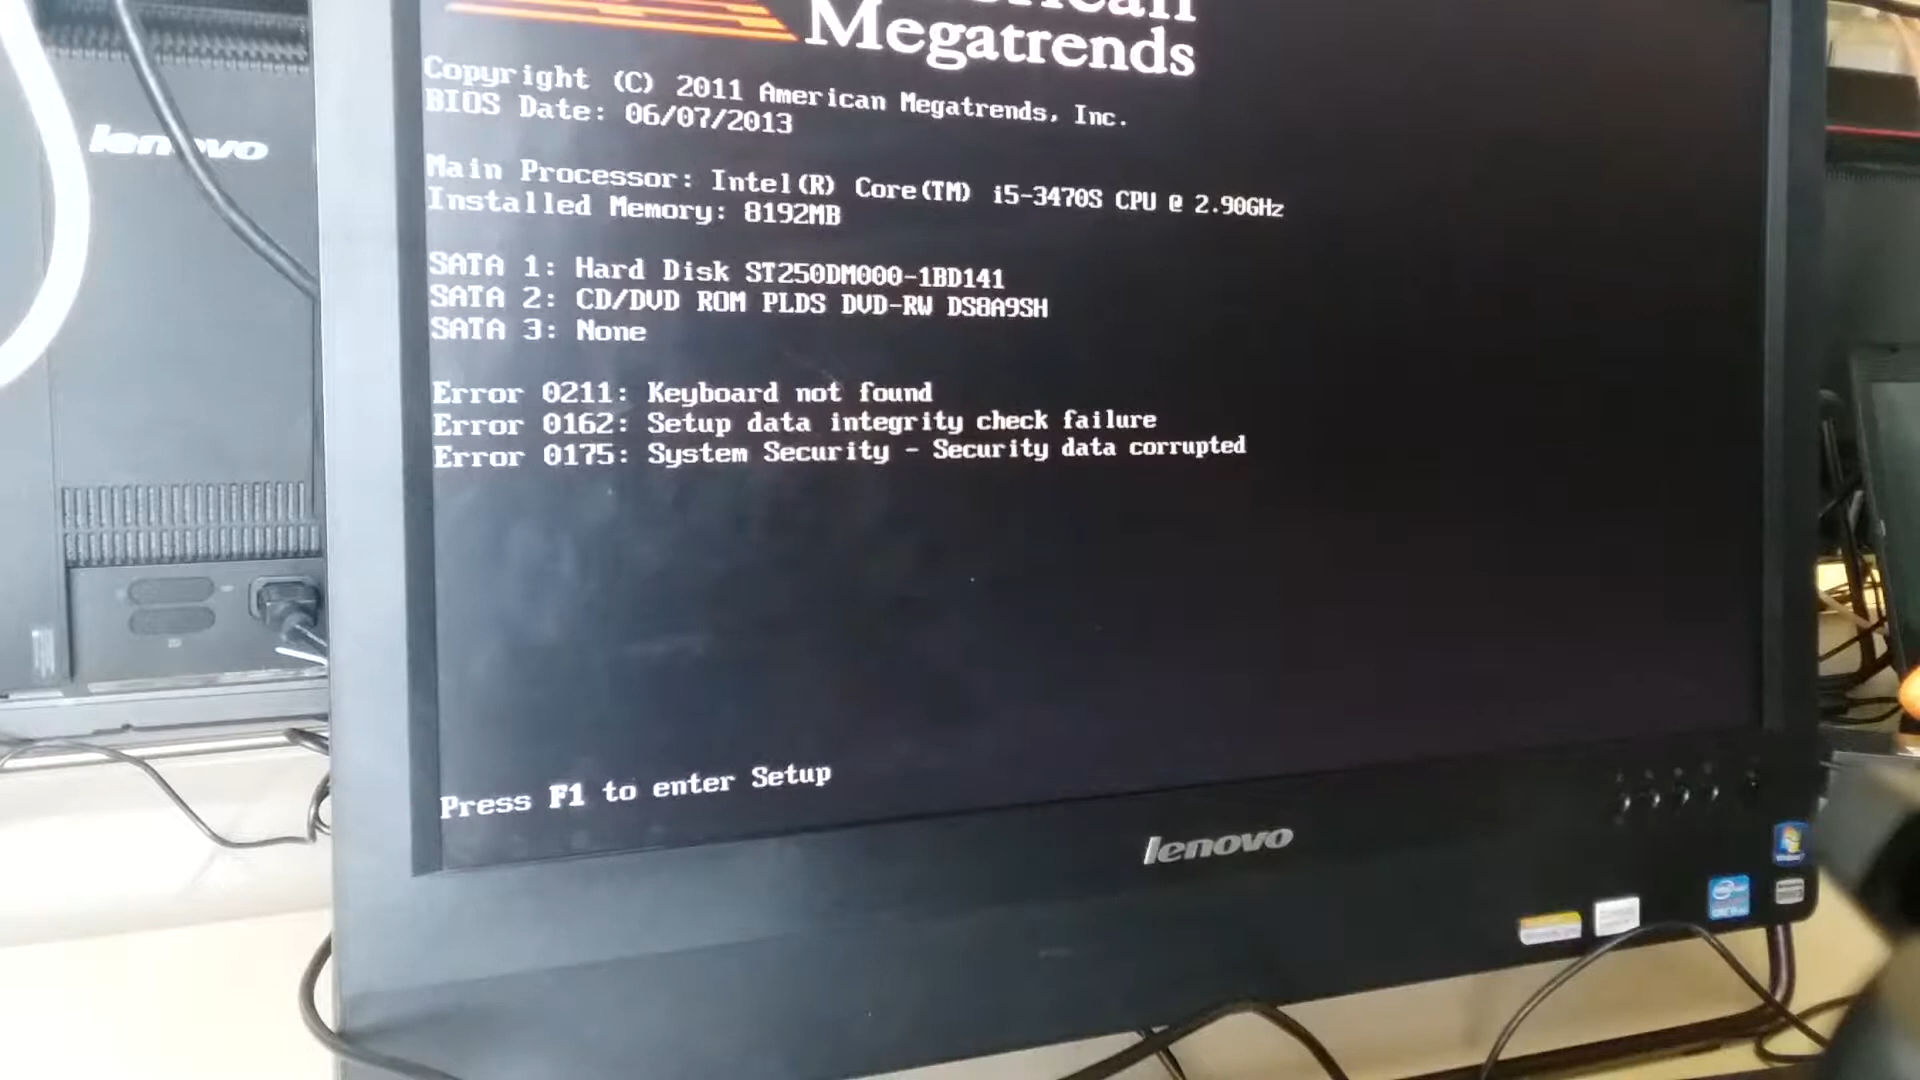 Megatrends
Copyright (C) 2011 American Megatrends, Inc.
BIOS Date: 06/07/2013
lenovo
Main Processor: Intel(R) Core(TM) i5-3470S CPU @ 2.90GHz
Installed Memory: 8192MB
SATA 1: Hard Disk ST250DM000-1BD141
SATA 2: CD/DVD ROM PLDS DVD-RW DS8A9SH
SATA 3: None
Error 0211: Keyboard not found
Error 0162: Setup data integrity check failure
Error 0175: System Security - Security data corrupted
Press F1 to enter Setup
lenovo